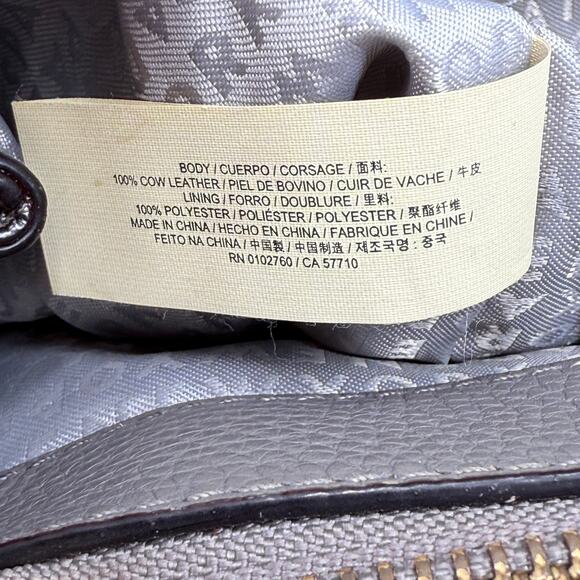 BODY / CUERPO / CORSAGE / 面料:
100% COW LEATHER / PIEL DE BOVINO / CUIR DE VACHE / 牛皮
LINING / FORRO / DOUBLURE / 里料:
100% POLYESTER / POLIÉSTER / POLYESTER / 聚酯纤维
MADE IN CHINA / HECHO EN CHINA / FABRIQUE EN CHINE /
FEITO NA CHINA / 中國製 / 中国制造 / 제조국명 : 중국
RN 0102760 / CA 57710